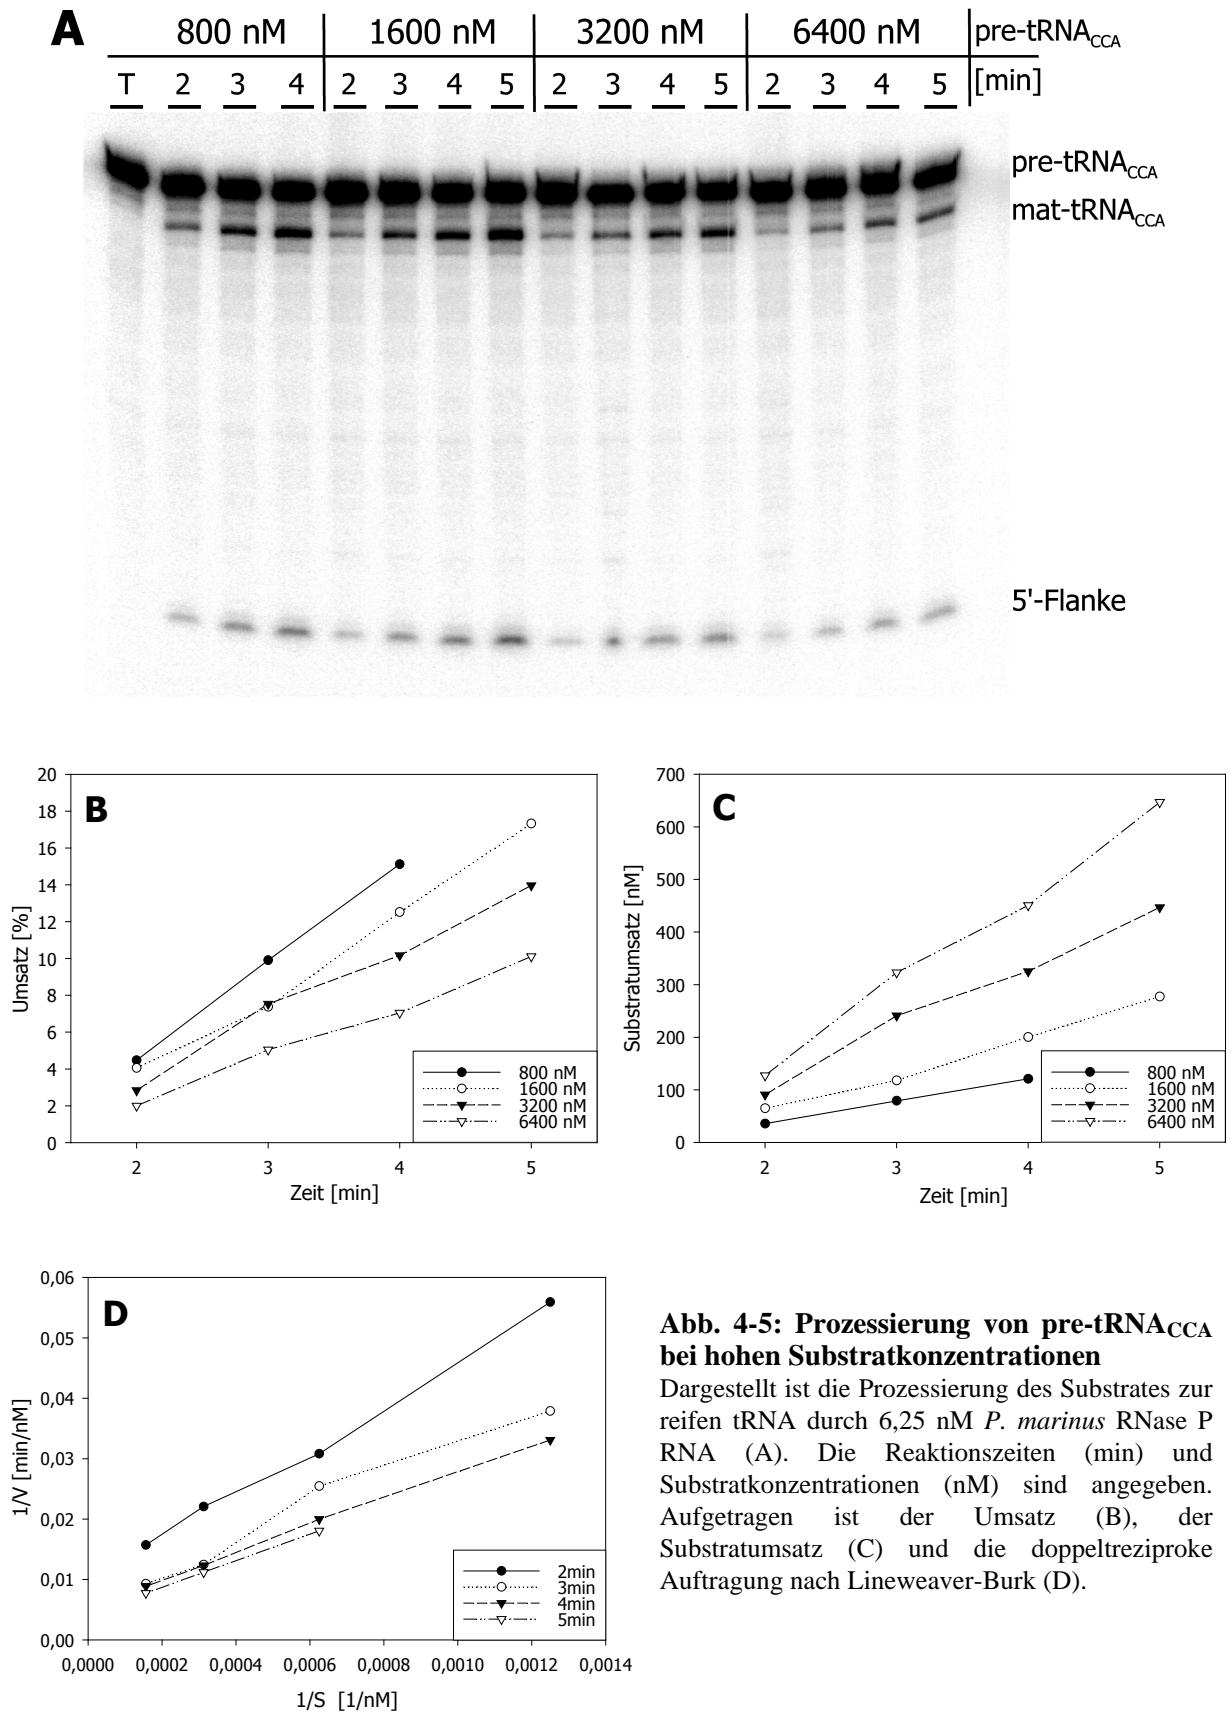 A
800 nM 1600 nM 3200 nM 6400 nM pre-tRNACCA
T 2 3 4 2 3 4 5 2 3 4 5 2 3 4 5 [min]
pre-tRNACCA
mat-tRNACCA
5'-Flanke
B
Umsatz [%]
20
18
16
14
12
10
8
6
4
2
0
2 3 4 5
Zeit [min]
800 nM
1600 nM
3200 nM
6400 nM
C
Substratumsatz [nM]
700
600
500
400
300
200
100
0
2 3 4 5
Zeit [min]
800 nM
1600 nM
3200 nM
6400 nM
D
1/V [min/nM]
0,06
0,05
0,04
0,03
0,02
0,01
0,00
0,0000 0,0002 0,0004 0,0006 0,0008 0,0010 0,0012 0,0014
1/S [1/nM]
2min
3min
4min
5min
Abb. 4-5: Prozessierung von pre-tRNACCA
bei hohen Substratkonzentrationen
Dargestellt ist die Prozessierung des Substrates zur
reifen tRNA durch 6,25 nM P. marinus RNase P
RNA (A). Die Reaktionszeiten (min) und
Substratkonzentrationen (nM) sind angegeben.
Aufgetragen ist der Umsatz (B), der
Substratumsatz (C) und die doppeltreziproke
Auftragung nach Lineweaver-Burk (D).